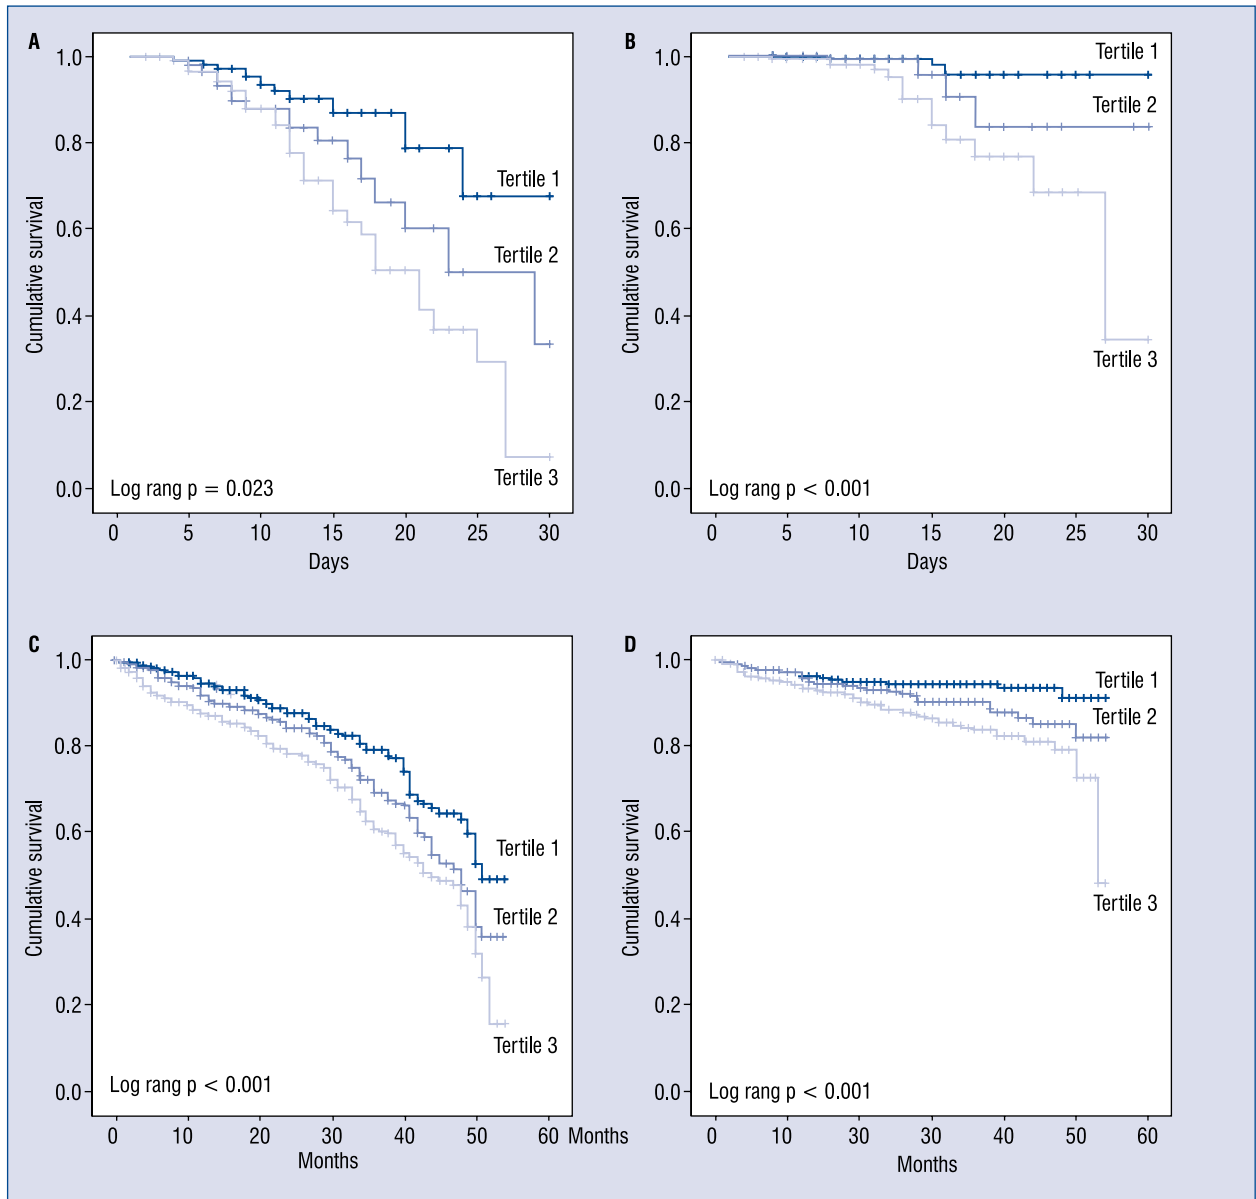 A
1.0
0.8
0.6
0.4
0.2
0.0
Cumulative survival
Tertile 1
Tertile 2
Tertile 3
Log rang p = 0.023
0 5 10 15 20 25 30
Days
B
1.0
0.8
0.6
0.4
0.2
0.0
Cumulative survival
Tertile 1
Tertile 2
Tertile 3
Log rang p < 0.001
0 5 10 15 20 25 30
Days
C
1.0
0.8
0.6
0.4
0.2
0.0
Cumulative survival
Tertile 1
Tertile 2
Tertile 3
Log rang p < 0.001
0 10 20 30 40 50 60 Months
Months
D
1.0
0.8
0.6
0.4
0.2
0.0
Cumulative survival
Tertile 1
Tertile 2
Tertile 3
Log rang p < 0.001
0 10 30 30 40 50 60
Months